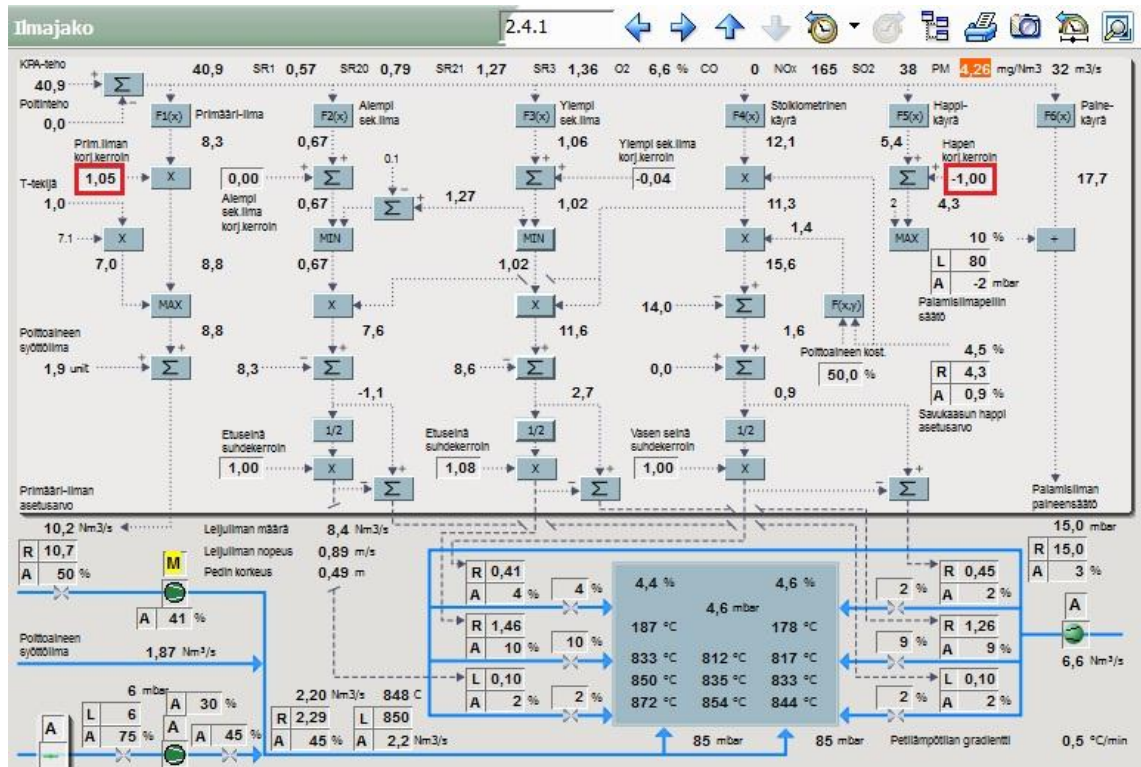 Ilmajako 2.4.1
KPA-teho 40,9 SR1 0,57 SR20 0,79 SR21 1,27 SR3 1,36 O2 6,6 % CO 0 NOx 165 SO2 38 PM 4,26 mg/Nm3 32 m3/s
40,9 Σ
Poltinteho
0,0
F1(x) Primääri-ilma F2(x) Alempi sek.ilma F3(x) Ylempi sek.ilma F4(x) Stoikiometrinen käyrä F5(x) Happi-käyrä F6(x) Paine-käyrä
8,3 0,67 1,06 12,1 5,4
Prim.ilman korj.kerroin
1,05 X
0,00 Σ
Alempi sek.ilma korj.kerroin
0.1
Σ 1,27
Σ -0,04
Ylempi sek.ilma korj.kerroin
X
Σ -1,00
Hapen korj.kerroin
17,7
T-tekijä
1,0
0,67 1,02 11,3 2 4,3
7.1 X MIN MIN X 1,4 MAX 10 % ÷
7,0 8,8 0,67 1,02 15,6
L 80
A -2 mbar
Palamisilmapellin säätö
MAX X X 14,0 Σ F(x,y)
8,8 7,6 11,6 1,6
Polttoaineen syöttöilma
1,9 unit Σ 8,3 Σ 8,6 Σ 0,0 Σ
Polttoaineen kost.
50,0 %
4,5 %
R 4,3
A 0,9 %
Savukaasun happi asetusarvo
-1,1 2,7 0,9
1/2 1/2 1/2
Etuseinä suhdekerroin
1,00 X Σ
Etuseinä suhdekerroin
1,08 X Σ
Vasen seinä suhdekerroin
1,00 X Σ
Primääri-ilman asetusarvo
Palamisilman paineensäätö
10,2 Nm3/s
R 10,7
A 50 %
M
A 41 %
Leijuilman määrä 8,4 Nm3/s
Leijuilman nopeus 0,89 m/s
Pedin korkeus 0,49 m
15,0 mbar
R 15,0
A 3 %
R 0,41
A 4 % 4 %
R 1,46
A 10 % 10 %
L 0,10
A 2 % 2 %
4,4 % 4,6 %
4,6 mbar
187 °C 178 °C
833 °C 812 °C 817 °C
850 °C 835 °C 833 °C
872 °C 854 °C 844 °C
2 % R 0,45
A 2 %
9 % R 1,26
A 9 %
2 % L 0,10
A 2 %
A
6,6 Nm³/s
Polttoaineen syöttöilma 1,87 Nm³/s
6 mbar
L 6
A 75 %
A
A 30 %
A
A 45 %
2,20 Nm3/s 848 C
R 2,29
A 45 %
L 850
A 2,2 Nm3/s
85 mbar 85 mbar Petilämpötilan gradientti 0,5 °C/min